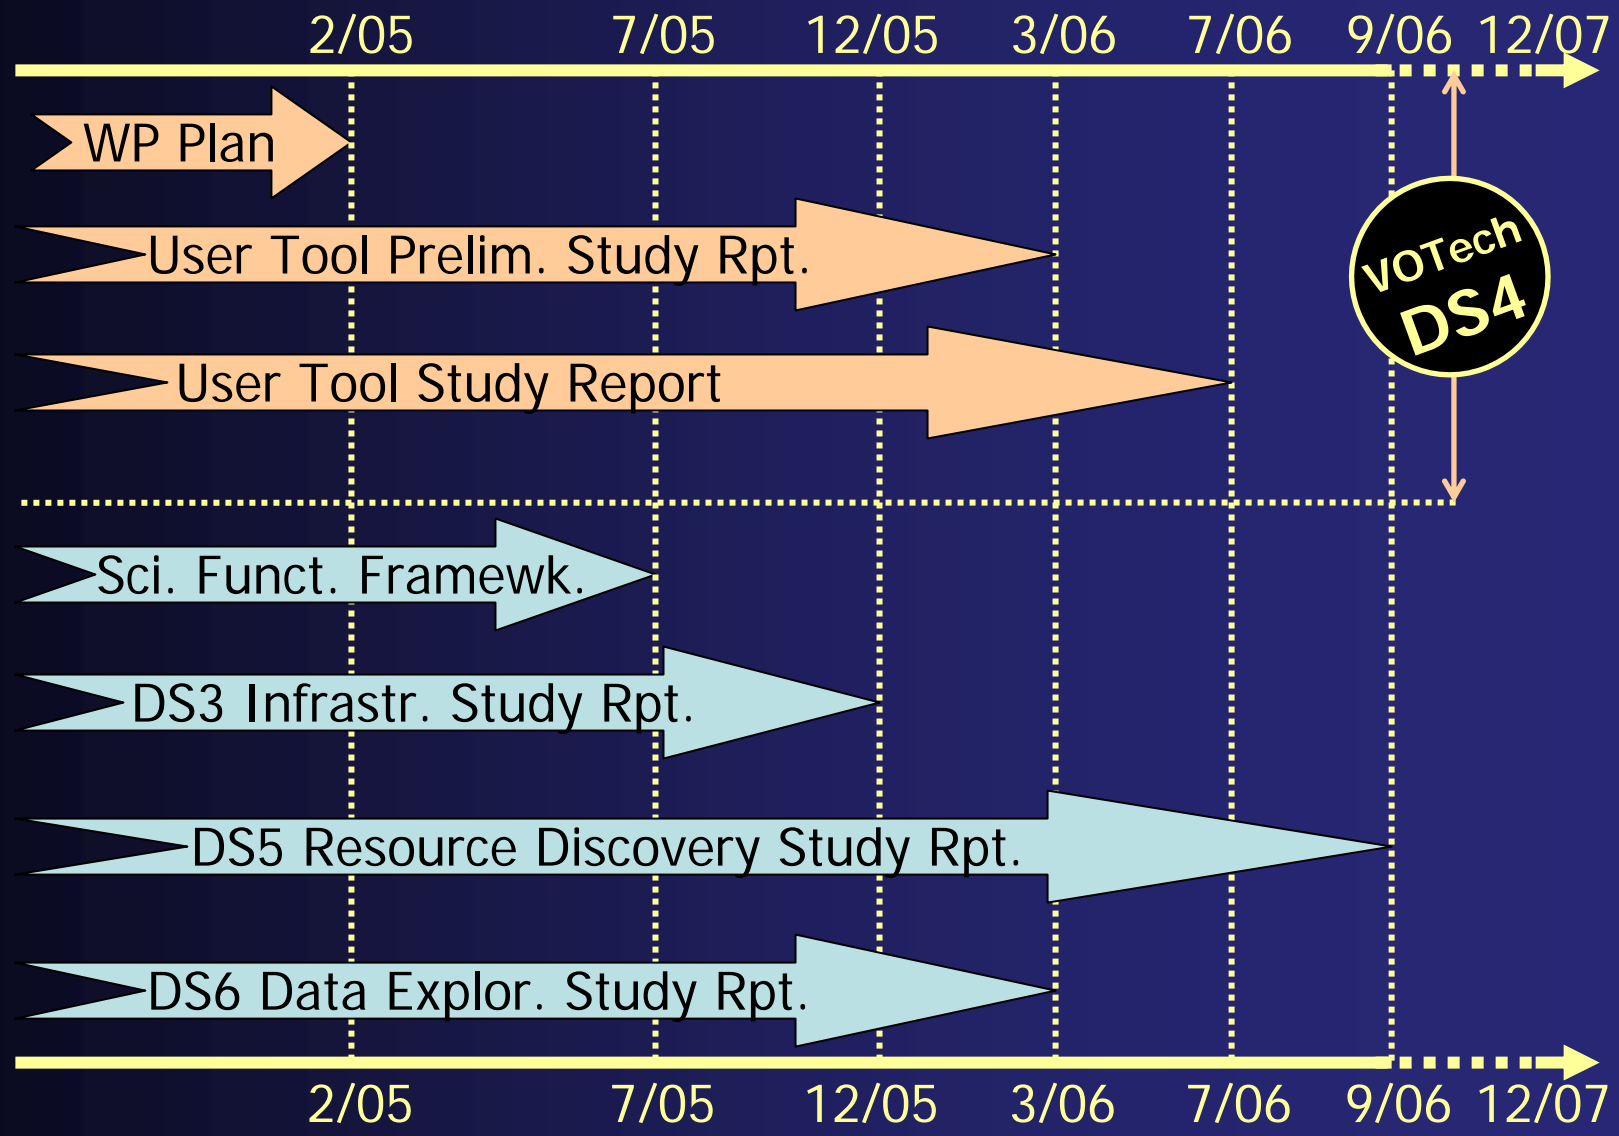 2/05 7/05 12/05 3/06 7/06 9/06 12/07
WP Plan
User Tool Prelim. Study Rpt.
VOTech
DS4
User Tool Study Report
Sci. Funct. Framewk.
DS3 Infrastr. Study Rpt.
DS5 Resource Discovery Study Rpt.
DS6 Data Explor. Study Rpt.
2/05 7/05 12/05 3/06 7/06 9/06 12/07